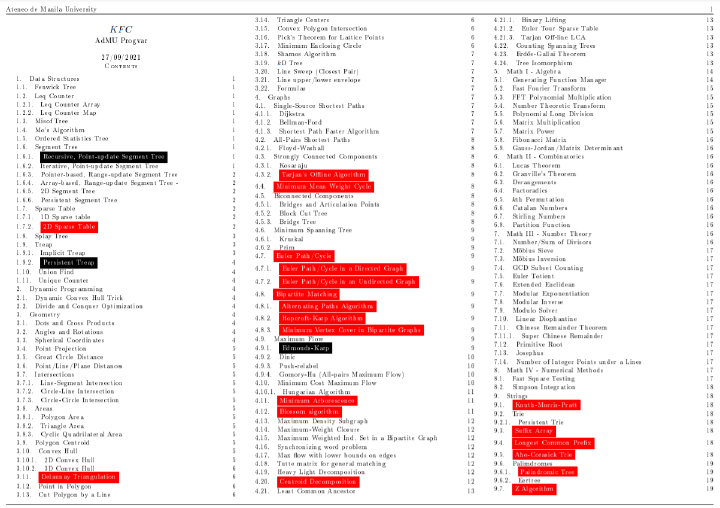 Ateneo de Manila University
1
KFC
AdMU Progvar
27/09/2021
Contents
1. Data Structures 1
1.1. Fenwick Tree 1
1.2. Leq Counter 1
1.2.1. Leq Counter Array 1
1.2.2. Leq Counter Map 1
1.3. Misof Tree 1
1.4. Mo's Algorithm 1
1.5. Ordered Statistics Tree 1
1.6. Segment Tree 1
1.6.1. Recursive, Point-update Segment Tree 1
1.6.2. Iterative, Point-update Segment Tree 1
1.6.3. Pointer-based, Range-update Segment Tree 2
1.6.4. Array-based, Range-update Segment Tree - 2
1.6.5. 2D Segment Tree 2
1.6.6. Persistent Segment Tree 2
1.7. Sparse Table 2
1.7.1. 1D Sparse table 2
1.7.2. 2D Sparse Table 2
1.8. Splay Tree 3
1.9. Treap 3
1.9.1. Implicit Treap 3
1.9.2. Persistent Treap 4
1.10. Union Find 4
1.11. Unique Counter 4
2. Dynamic Programming 4
2.1. Dynamic Convex Hull Trick 4
2.2. Divide and Conquer Optimization 4
3. Geometry 4
3.1. Dots and Cross Products 4
3.2. Angles and Rotations 4
3.3. Spherical Coordinates 4
3.4. Point Projection 5
3.5. Great Circle Distance 5
3.6. Point/Line/Plane Distances 5
3.7. Intersections 5
3.7.1. Line-Segment Intersection 5
3.7.2. Circle-Line Intersection 5
3.7.3. Circle-Circle Intersection 5
3.8. Areas 5
3.8.1. Polygon Area 5
3.8.2. Triangle Area 5
3.8.3. Cyclic Quadrilateral Area 5
3.9. Polygon Centroid 5
3.10. Convex Hull 5
3.10.1. 2D Convex Hull 5
3.10.2. 3D Convex Hull 5
3.11. Delaunay Triangulation 6
3.12. Point in Polygon 6
3.13. Cut Polygon by a Line 6
3.14. Triangle Centers 6
3.15. Convex Polygon Intersection 6
3.16. Pick's Theorem for Lattice Points 6
3.17. Minimum Enclosing Circle 6
3.18. Shamos Algorithm 6
3.19. kD Tree 7
3.20. Line Sweep (Closest Pair) 7
3.21. Line upper/lower envelope 7
3.22. Formulas 7
4. Graphs 7
4.1. Single-Source Shortest Paths 7
4.1.1. Dijkstra 7
4.1.2. Bellman-Ford 7
4.1.3. Shortest Path Faster Algorithm 7
4.2. All-Pairs Shortest Paths 8
4.2.1. Floyd-Washall 8
4.3. Strongly Connected Components 8
4.3.1. Kosaraju 8
4.3.2. Tarjan's Offline Algorithm 8
4.4. Minimum Mean Weight Cycle 8
4.5. Biconnected Components 8
4.5.1. Bridges and Articulation Points 8
4.5.2. Block Cut Tree 8
4.5.3. Bridge Tree 8
4.6. Minimum Spanning Tree 9
4.6.1. Kruskal 9
4.6.2. Prim 9
4.7. Euler Path/Cycle 9
4.7.1. Euler Path/Cycle in a Directed Graph 9
4.7.2. Euler Path/Cycle in an Undirected Graph 9
4.8. Bipartite Matching 9
4.8.1. Alternating Paths Algorithm 9
4.8.2. Hopcroft-Karp Algorithm 9
4.8.3. Minimum Vertex Cover in Bipartite Graphs 9
4.9. Maximum Flow 9
4.9.1. Edmonds-Karp 9
4.9.2. Dinic 10
4.9.3. Push-relabel 10
4.9.4. Gomory-Hu (All-pairs Maximum Flow) 10
4.10. Minimum Cost Maximum Flow 10
4.10.1. Hungarian Algorithm 11
4.11. Minimum Arborescence 11
4.12. Blossom algorithm 11
4.13. Maximum Density Subgraph 12
4.14. Maximum-Weight Closure 12
4.15. Maximum Weighted Ind. Set in a Bipartite Graph 12
4.16. Synchronizing word problem 12
4.17. Max flow with lower bounds on edges 12
4.18. Tutte matrix for general matching 12
4.19. Heavy Light Decomposition 12
4.20. Centroid Decomposition 12
4.21. Least Common Ancestor 13
4.21.1. Binary Lifting 13
4.21.2. Euler Tour Sparse Table 13
4.21.3. Tarjan Off-line LCA 13
4.22. Counting Spanning Trees 13
4.23. Erdős-Gallai Theorem 13
4.24. Tree Isomorphism 13
5. Math I - Algebra 14
5.1. Generating Function Manager 14
5.2. Fast Fourier Transform 15
5.3. FFT Polynomial Multiplication 15
5.4. Number Theoretic Transform 15
5.5. Polynomial Long Division 15
5.6. Matrix Multiplication 15
5.7. Matrix Power 15
5.8. Fibonacci Matrix 15
5.9. Gauss-Jordan/Matrix Determinant 16
6. Math II - Combinatorics 16
6.1. Lucas Theorem 16
6.2. Granville's Theorem 16
6.3. Derangements 16
6.4. Factoradics 16
6.5. kth Permutation 16
6.6. Catalan Numbers 16
6.7. Stirling Numbers 16
6.8. Partition Function 16
7. Math III - Number Theory 16
7.1. Number/Sum of Divisors 16
7.2. Möbius Sieve 16
7.3. Möbius Inversion 17
7.4. GCD Subset Counting 17
7.5. Euler Totient 17
7.6. Extended Euclidean 17
7.7. Modular Exponentiation 17
7.8. Modular Inverse 17
7.9. Modulo Solver 17
7.10. Linear Diophantine 17
7.11. Chinese Remainder Theorem 17
7.11.1. Super Chinese Remainder 17
7.12. Primitive Root 17
7.13. Josephus 17
7.14. Number of Integer Points under a Lines 17
8. Math IV - Numerical Methods 17
8.1. Fast Square Testing 17
8.2. Simpson Integration 18
9. Strings 18
9.1. Knuth-Morris-Pratt 18
9.2. Trie 18
9.2.1. Persistent Trie 18
9.3. Suffix Array 18
9.4. Longest Common Prefix 18
9.5. Aho-Corasick Trie 18
9.6. Palindromes 19
9.6.1. Palindromic Tree 19
9.6.2. Eertree 19
9.7. Z Algorithm 19